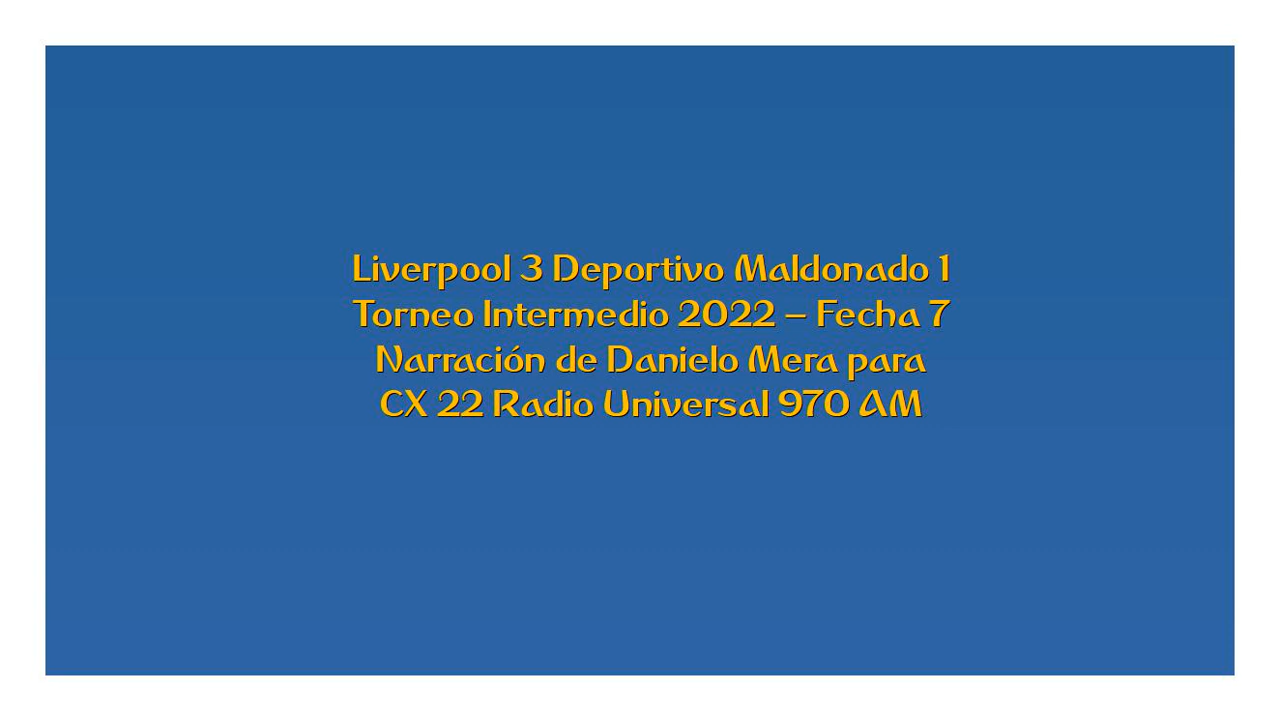 Liverpool 3 Deportivo Maldonado 1
Torneo Intermedio 2022 – Fecha 7
Narración de Danielo Mera para
CX 22 Radio Universal 970 AM